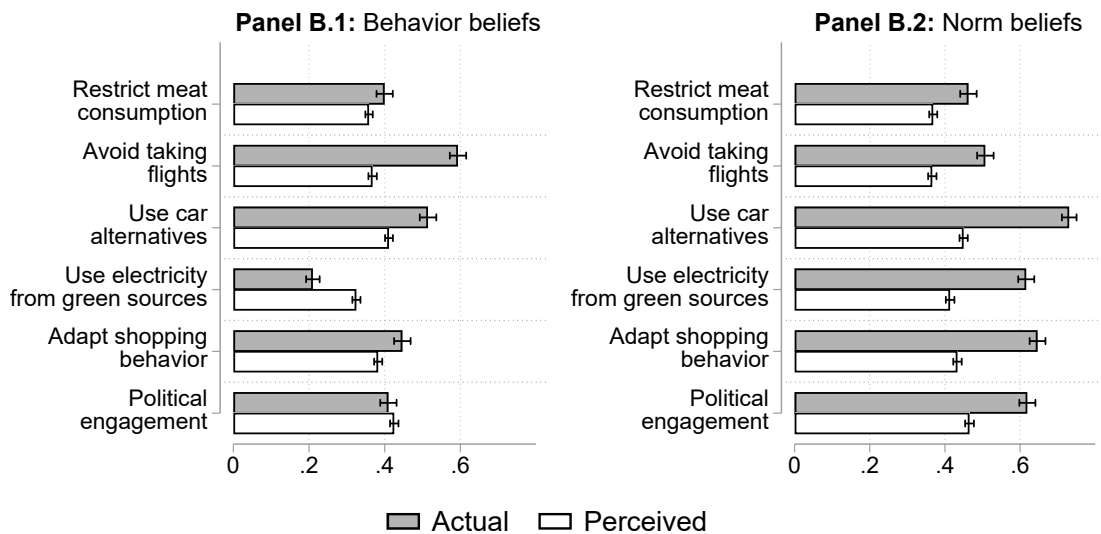 Panel B.1: Behavior beliefs
Restrict meat
consumption
Avoid taking
flights
Use car
alternatives
Use electricity
from green sources
Adapt shopping
behavior
Political
engagement
0 .2 .4 .6
Panel B.2: Norm beliefs
Restrict meat
consumption
Avoid taking
flights
Use car
alternatives
Use electricity
from green sources
Adapt shopping
behavior
Political
engagement
0 .2 .4 .6
Actual Perceived